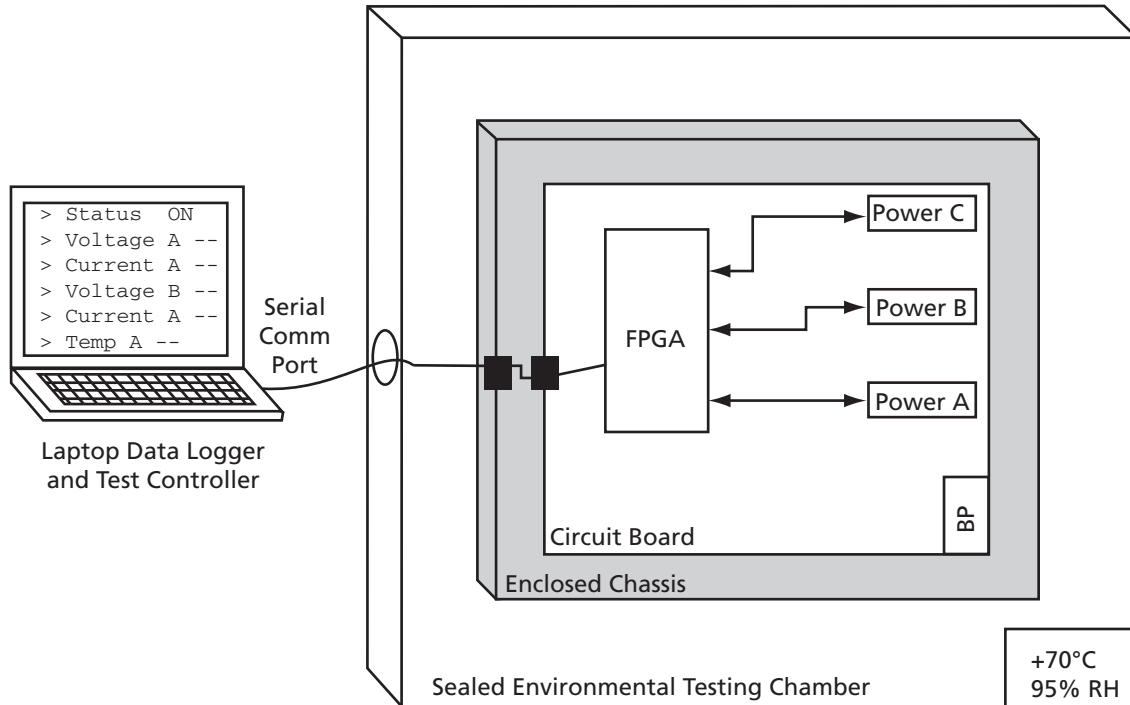 > Status ON
> Voltage A --
> Current A --
> Voltage B --
> Current A --
> Temp A --
Laptop Data Logger
and Test Controller
Serial
Comm
Port
FPGA
Power C
Power B
Power A
BP
Circuit Board
Enclosed Chassis
Sealed Environmental Testing Chamber
+70°C
95% RH